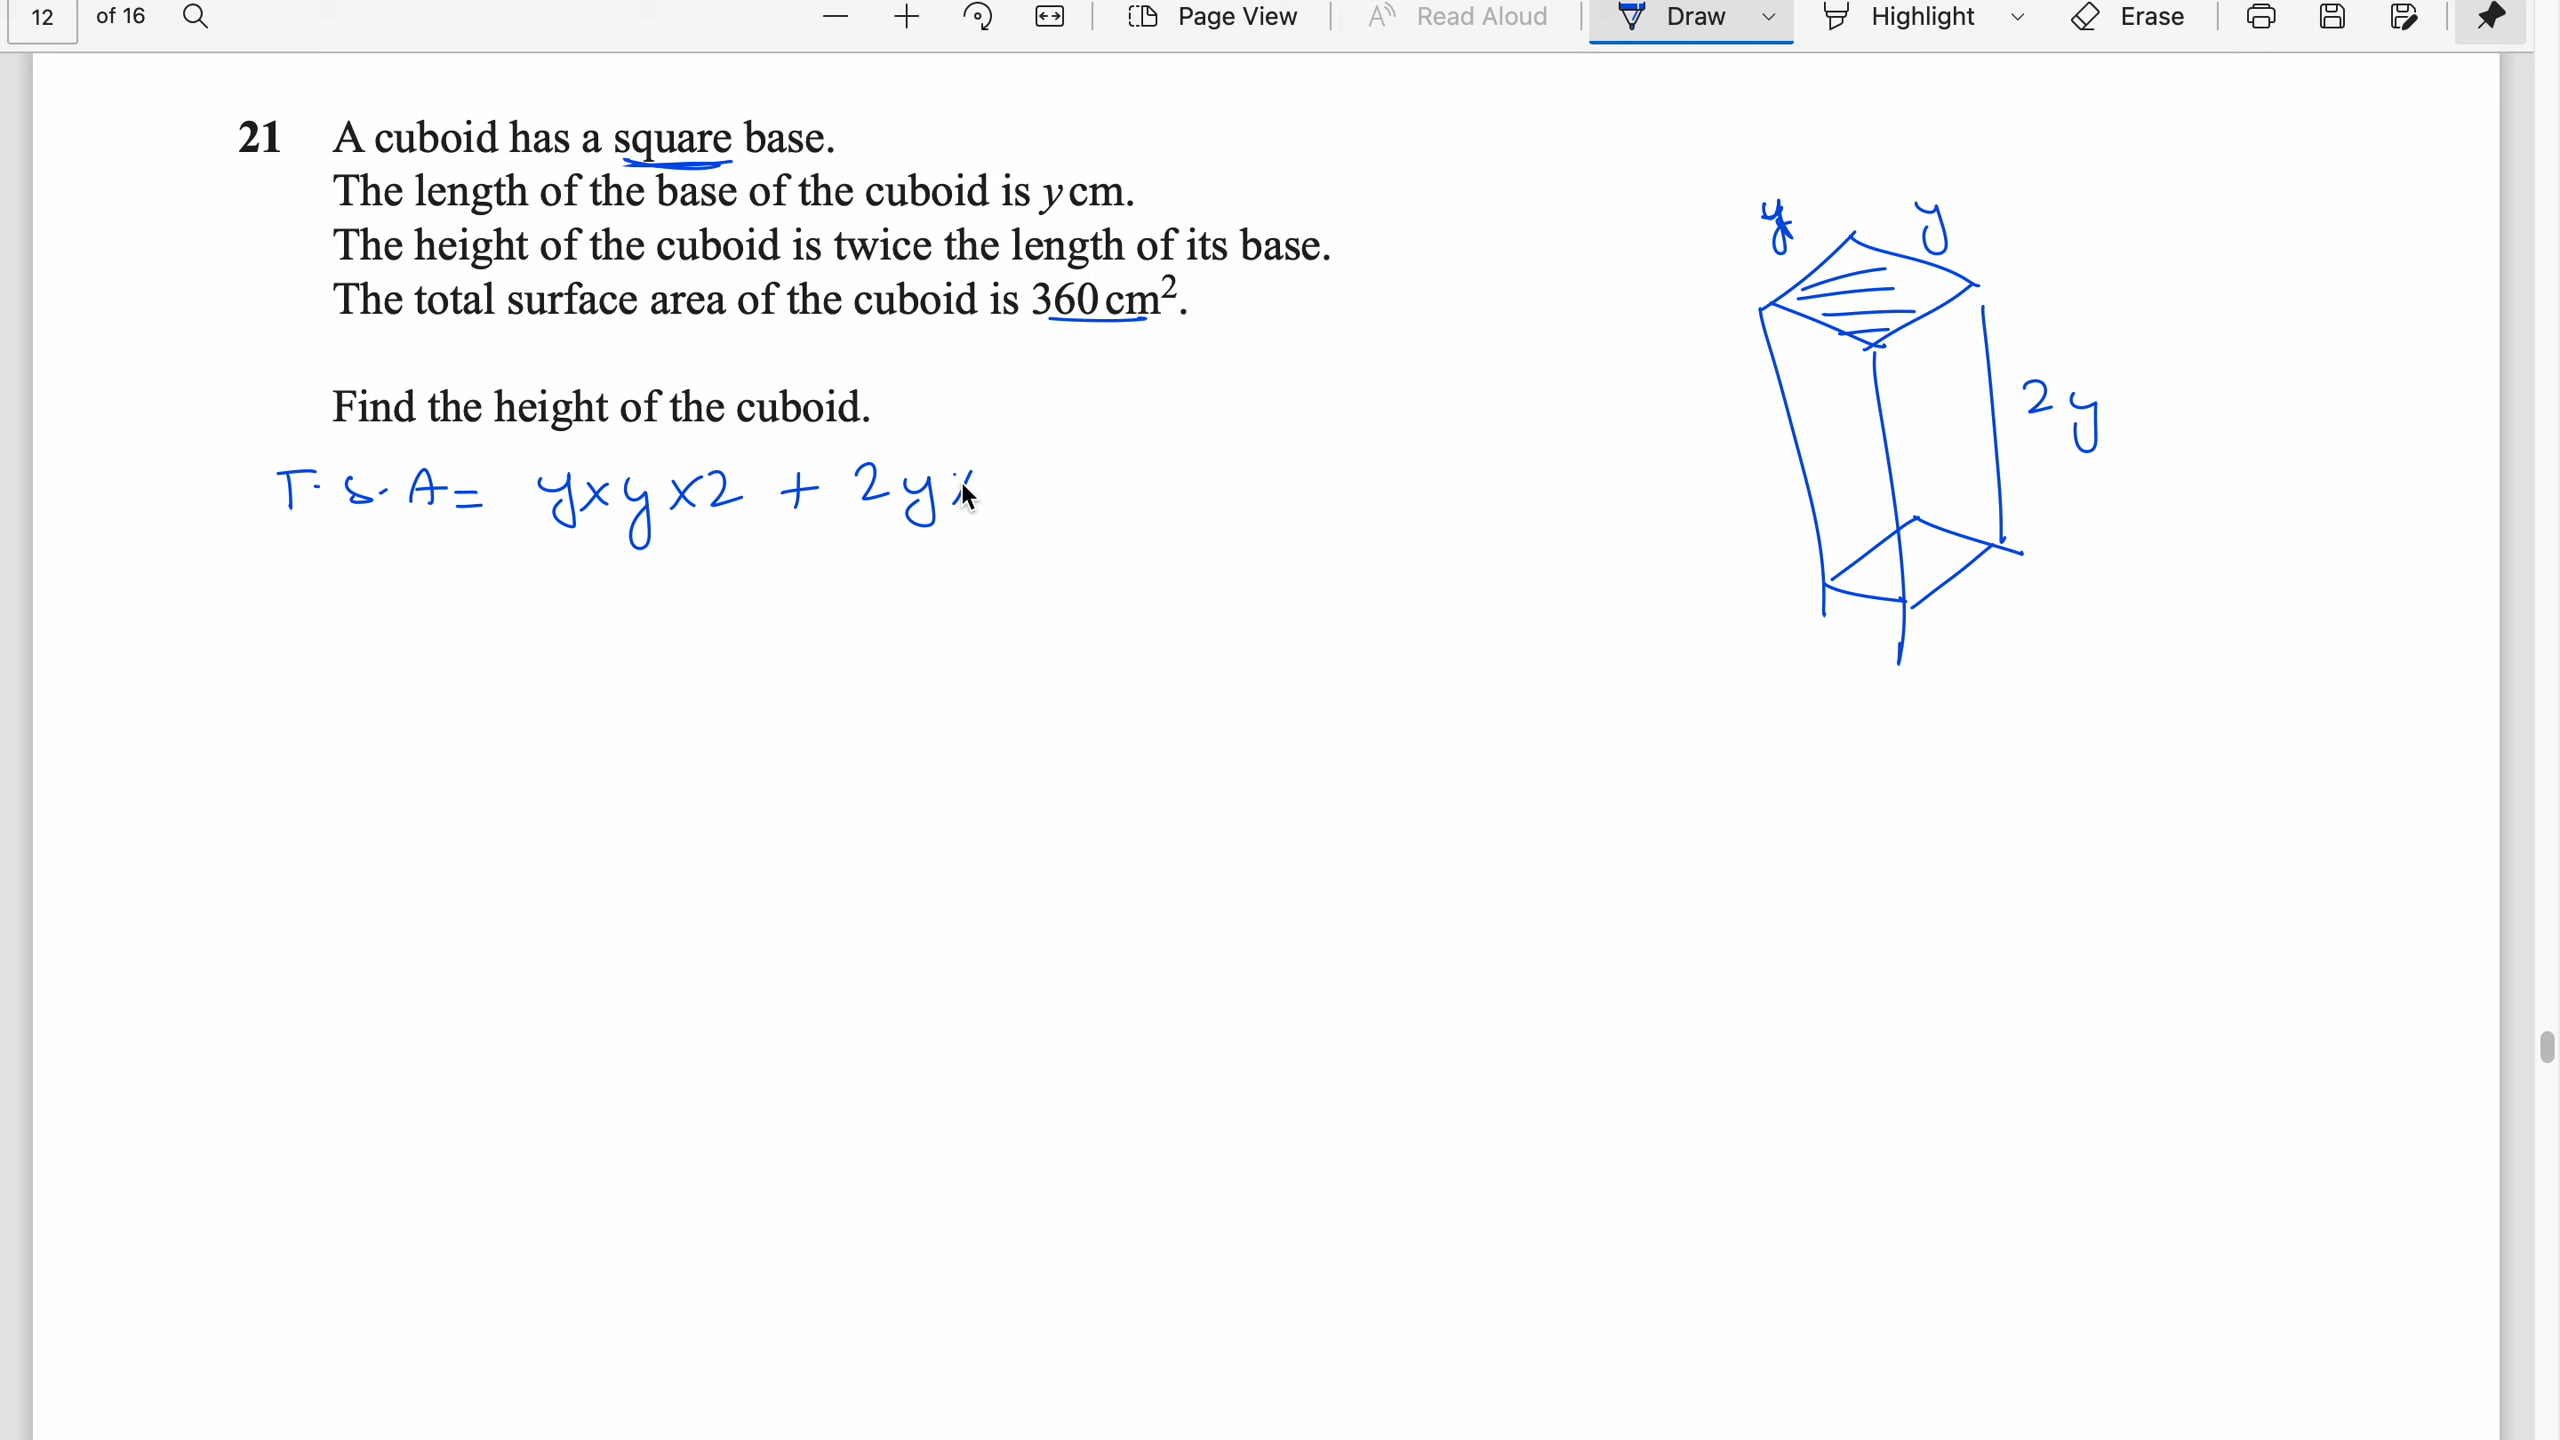 12 of 16 Page View Read Aloud Draw Highlight Erase
21 A cuboid has a square base.
The length of the base of the cuboid is y cm.
The height of the cuboid is twice the length of its base.
The total surface area of the cuboid is 360 cm².
Find the height of the cuboid.
T. S. A = y×y×2 + 2y×
y y
2y